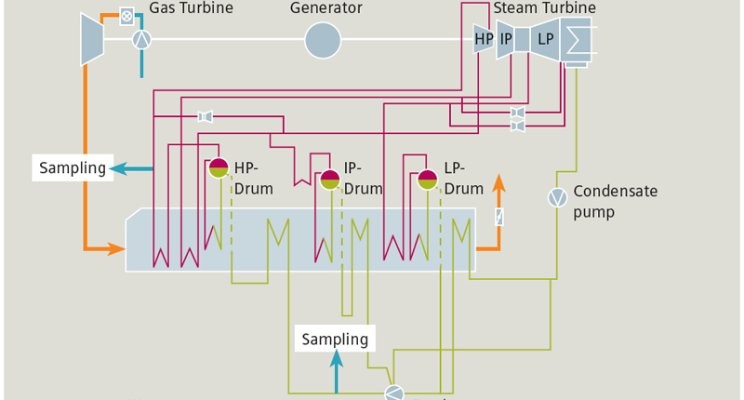 Gas Turbine
Generator
Steam Turbine
HP
IP
LP
Sampling
HP-
Drum
IP-
Drum
LP-
Drum
Condensate
pump
Sampling